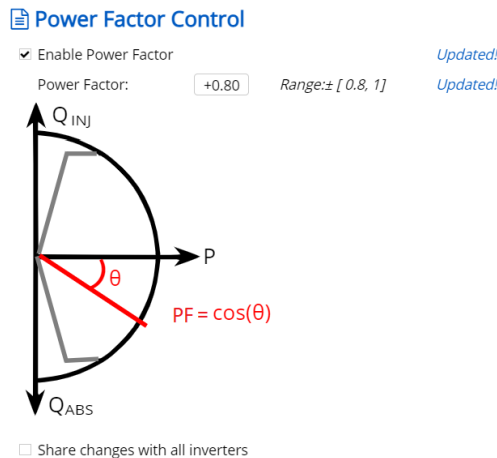 Power Factor Control
Enable Power Factor Updated!
Power Factor: +0.80 Range:± [ 0.8, 1] Updated!
Q INJ
P
θ
PF = cos(θ)
QABS
Share changes with all inverters